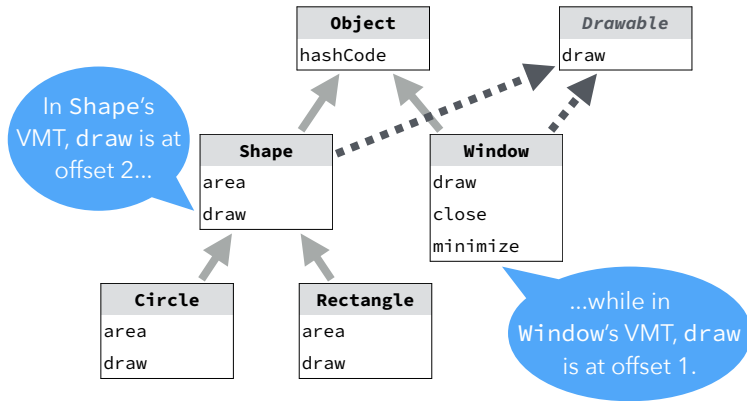 Object
hashCode
Drawable
draw
In Shape's
VMT, draw is at
offset 2...
Shape
area
draw
Window
draw
close
minimize
Circle
area
draw
Rectangle
area
draw
...while in
Window's VMT, draw
is at offset 1.